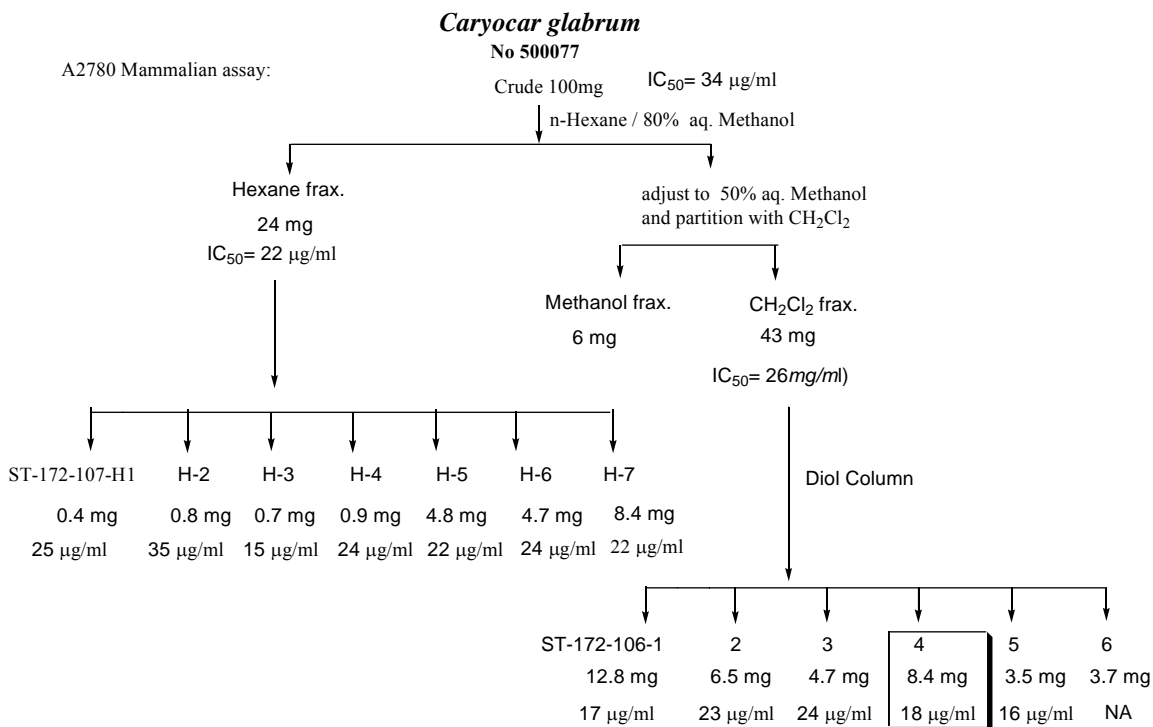 Caryocar glabrum
No 500077
A2780 Mammalian assay:
Crude 100mg
IC50= 34 µg/ml
n-Hexane / 80% aq. Methanol
Hexane frax.
24 mg
IC50= 22 µg/ml
adjust to 50% aq. Methanol
and partition with CH2Cl2
Methanol frax.
6 mg
CH2Cl2 frax.
43 mg
IC50= 26mg/ml)
ST-172-107-H1 H-2 H-3 H-4 H-5 H-6 H-7
0.4 mg 0.8 mg 0.7 mg 0.9 mg 4.8 mg 4.7 mg 8.4 mg
25 µg/ml 35 µg/ml 15 µg/ml 24 µg/ml 22 µg/ml 24 µg/ml 22 µg/ml
Diol Column
ST-172-106-1 2 3 4 5 6
12.8 mg 6.5 mg 4.7 mg 8.4 mg 3.5 mg 3.7 mg
17 µg/ml 23 µg/ml 24 µg/ml 18 µg/ml 16 µg/ml NA